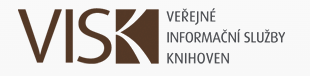 VISK
VEŘEJNÉ
INFORMAČNÍ SLUŽBY
KNIHOVEN